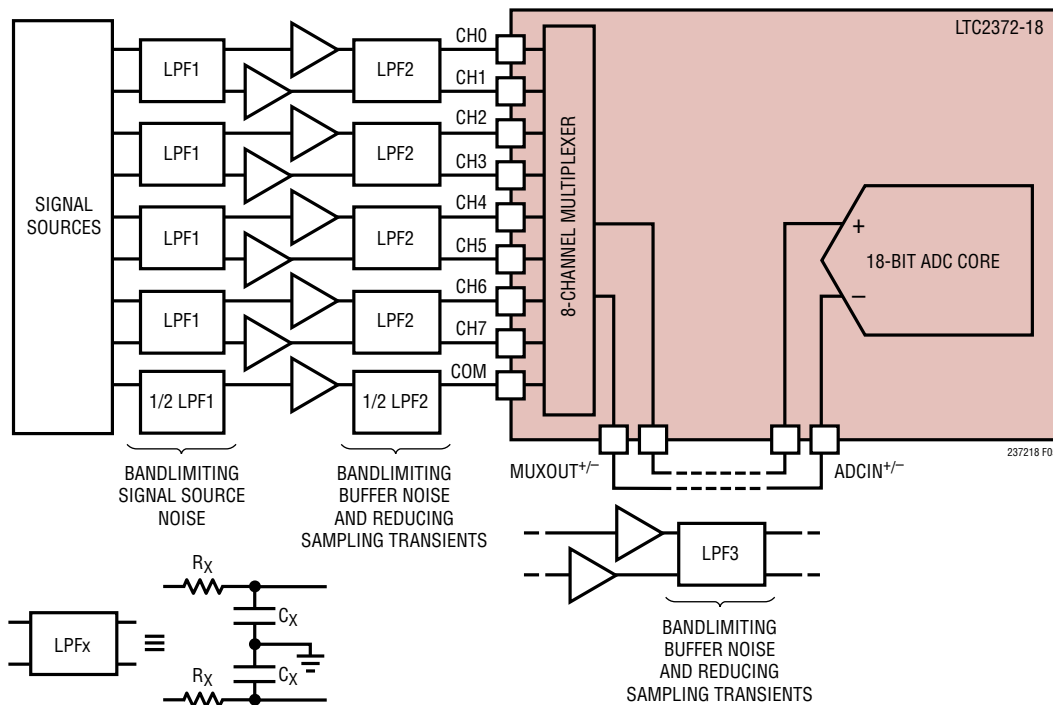 LTC2372-18
SIGNAL
SOURCES
LPF1
LPF1
LPF1
LPF1
1/2 LPF1
LPF2
LPF2
LPF2
LPF2
1/2 LPF2
CH0
CH1
CH2
CH3
CH4
CH5
CH6
CH7
COM
8-CHANNEL MULTIPLEXER
+
–
18-BIT ADC CORE
BANDLIMITING
SIGNAL SOURCE
NOISE
BANDLIMITING
BUFFER NOISE
AND REDUCING
SAMPLING TRANSIENTS
MUXOUT+/–
ADCIN+/–
LPF3
BANDLIMITING
BUFFER NOISE
AND REDUCING
SAMPLING TRANSIENTS
LPFx
≡
RX
CX
CX
RX